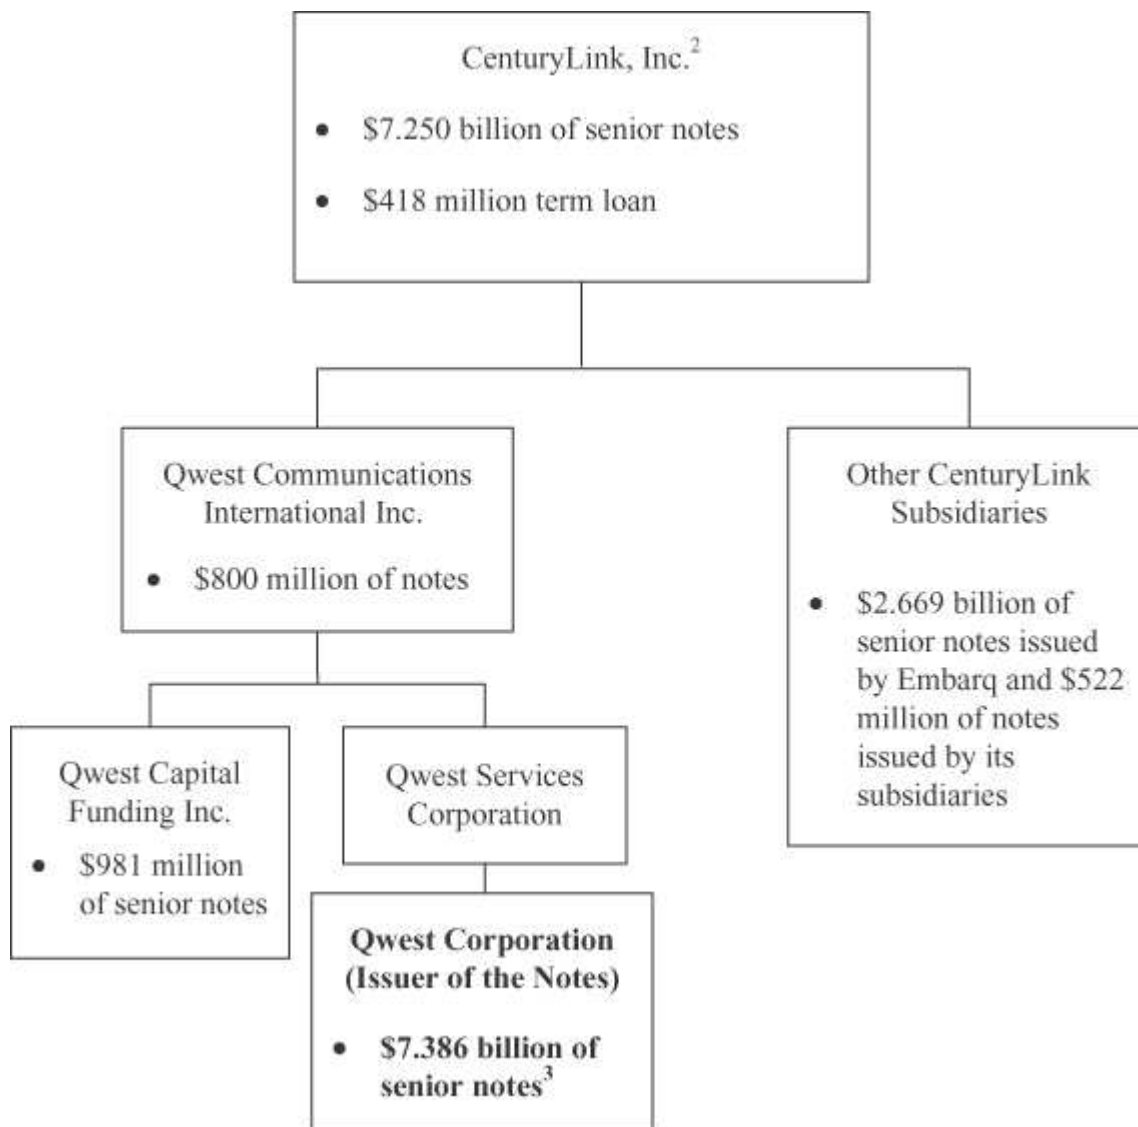 CenturyLink, Inc.2
• $7.250 billion of senior notes
• $418 million term loan
Qwest Communications
International Inc.
• $800 million of notes
Other CenturyLink
Subsidiaries
• $2.669 billion of
senior notes issued
by Embarq and $522
million of notes
issued by its
subsidiaries
Qwest Capital
Funding Inc.
• $981 million
of senior notes
Qwest Services
Corporation
Qwest Corporation
(Issuer of the Notes)
• $7.386 billion of
senior notes3